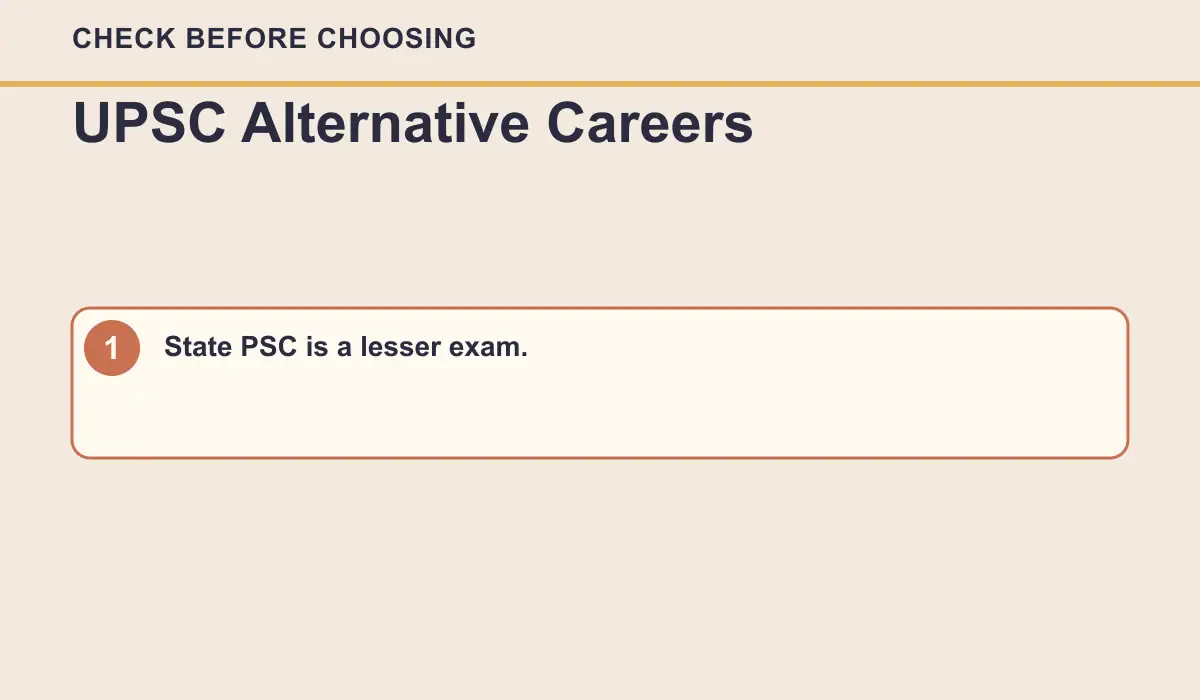 CHECK BEFORE CHOOSING
UPSC Alternative Careers
1 State PSC is a lesser exam.